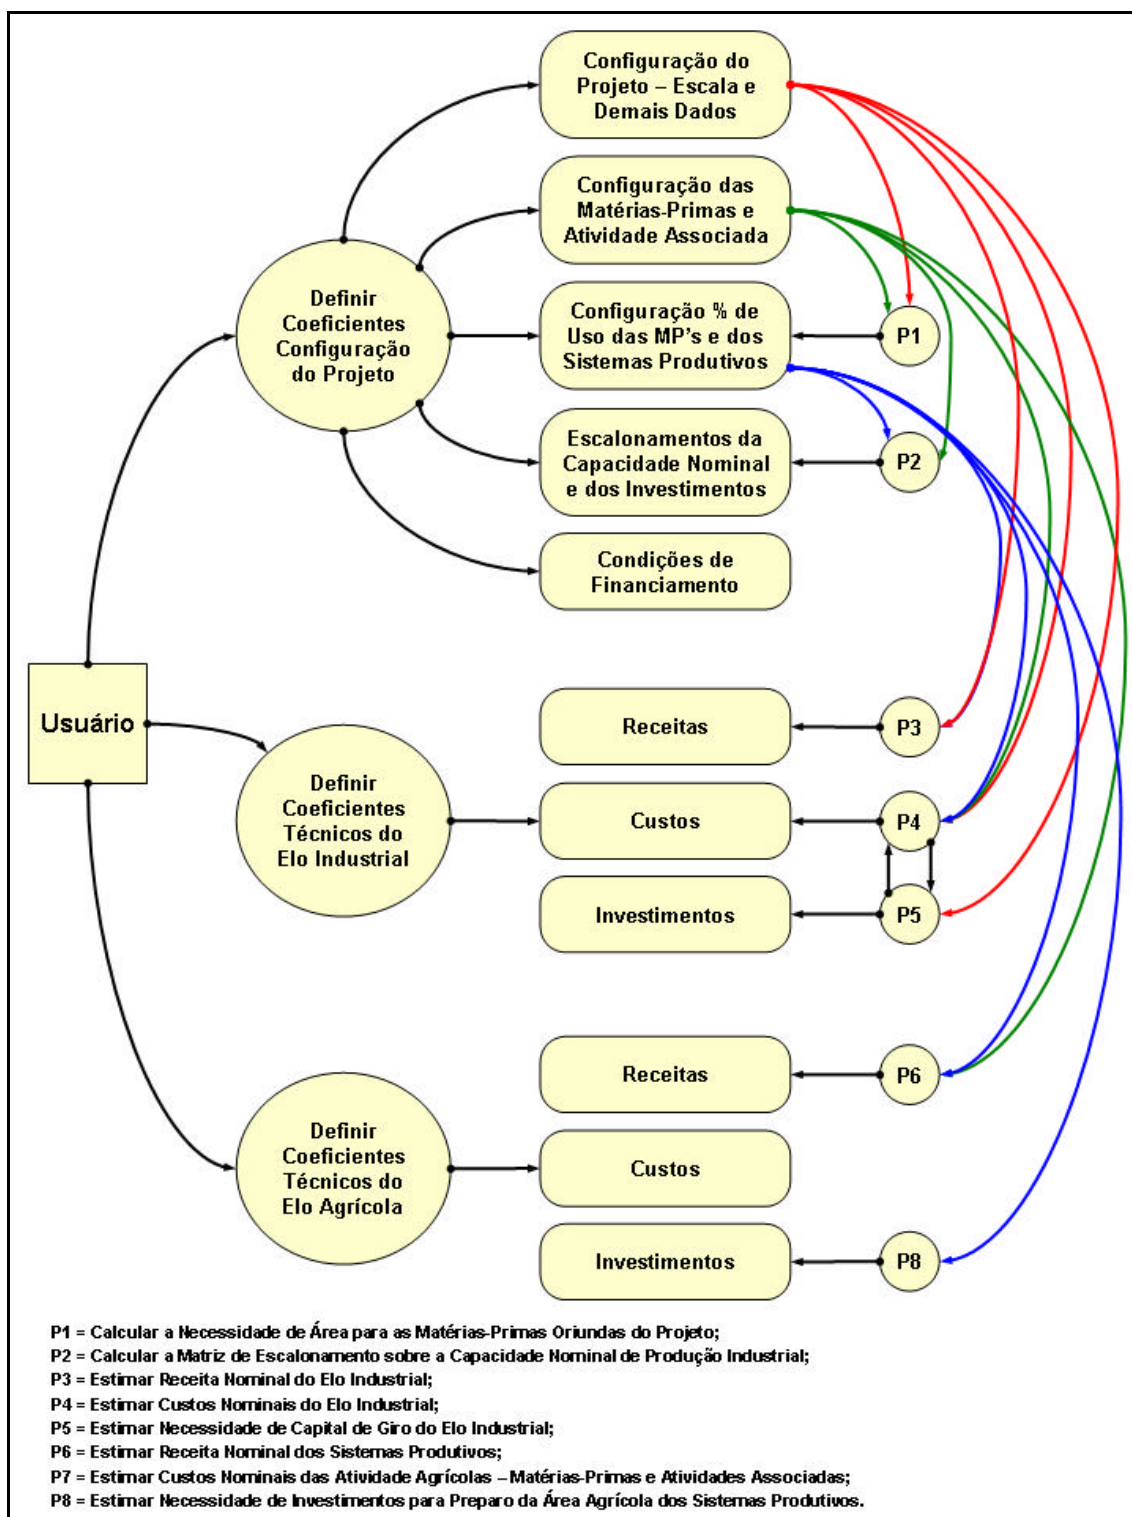 Configuração do
Projeto – Escala e
Demais Dados
Configuração das
Matérias-Primas e
Atividade Associada
Definir
Coeficientes
Configuração
do Projeto
Configuração % de
Uso das MP's e dos
Sistemas Produtivos
P1
Escalonamentos da
Capacidade Nominal
e dos Investimentos
P2
Condições de
Financiamento
Usuário
Receitas
P3
Definir
Coeficientes
Técnicos do
Elo Industrial
Custos
P4
Investimentos
P5
Receitas
P6
Definir
Coeficientes
Técnicos do
Elo Agrícola
Custos
Investimentos
P8
P1 = Calcular a Necessidade de Área para as Matérias-Primas Oriundas do Projeto;
P2 = Calcular a Matriz de Escalonamento sobre a Capacidade Nominal de Produção Industrial;
P3 = Estimar Receita Nominal do Elo Industrial;
P4 = Estimar Custos Nominais do Elo Industrial;
P5 = Estimar Necessidade de Capital de Giro do Elo Industrial;
P6 = Estimar Receita Nominal dos Sistemas Produtivos;
P7 = Estimar Custos Nominais das Atividade Agrícolas – Matérias-Primas e Atividades Associadas;
P8 = Estimar Necessidade de Investimentos para Preparo da Área Agrícola dos Sistemas Produtivos.